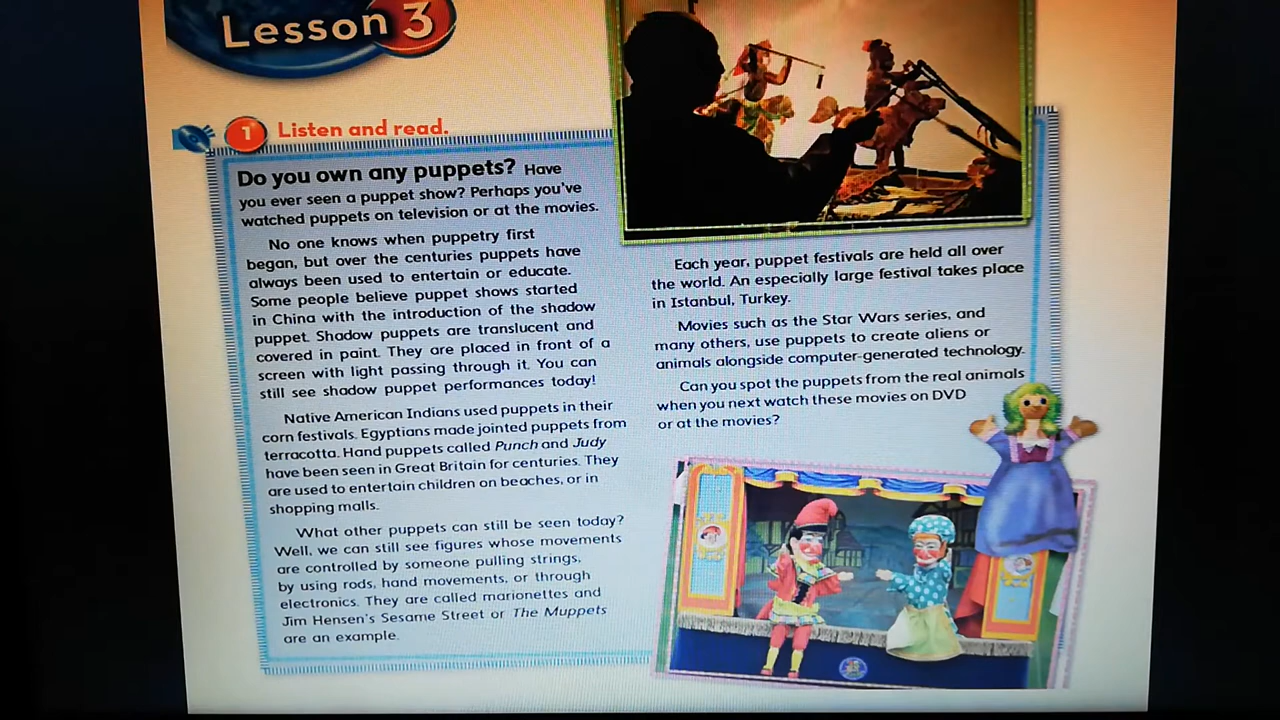 Lesson 3
1 Listen and read.
Do you own any puppets? Have
you ever seen a puppet show? Perhaps you've
watched puppets on television or at the movies.
No one knows when puppetry first
began, but over the centuries puppets have
always been used to entertain or educate.
Some people believe puppet shows started
in China with the introduction of the shadow
puppet. Shadow puppets are translucent and
covered in paint. They are placed in front of a
screen with light passing through it. You can
still see shadow puppet performances today!
Native American Indians used puppets in their
corn festivals. Egyptians made jointed puppets from
terracotta. Hand puppets called Punch and Judy
have been seen in Great Britain for centuries. They
are used to entertain children on beaches, or in
shopping malls.
What other puppets can still be seen today?
Well, we can still see figures whose movements
are controlled by someone pulling strings,
by using rods, hand movements, or through
electronics. They are called marionettes and
Jim Hensen's Sesame Street or The Muppets
are an example.
Each year, puppet festivals are held all over
the world. An especially large festival takes place
in Istanbul, Turkey.
Movies such as the Star Wars series, and
many others, use puppets to create aliens or
animals alongside computer-generated technology.
Can you spot the puppets from the real animals
when you next watch these movies on DVD
or at the movies?